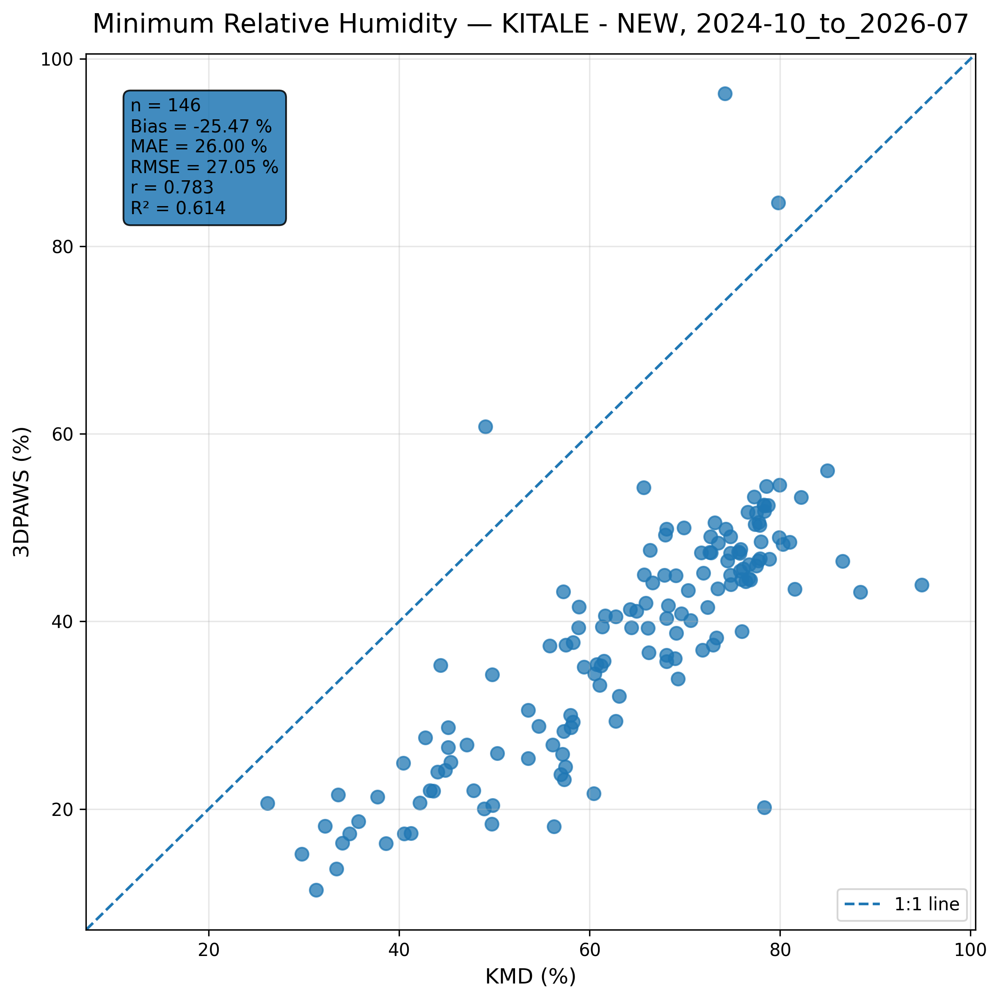 Minimum Relative Humidity — KITALE - NEW, 2024-10_to_2026-07
n = 146
Bias = -25.47 %
MAE = 26.00 %
RMSE = 27.05 %
r = 0.783
R² = 0.614
100
80
60
40
20
3DPAWS (%)
1:1 line
20
40
60
80
100
KMD (%)